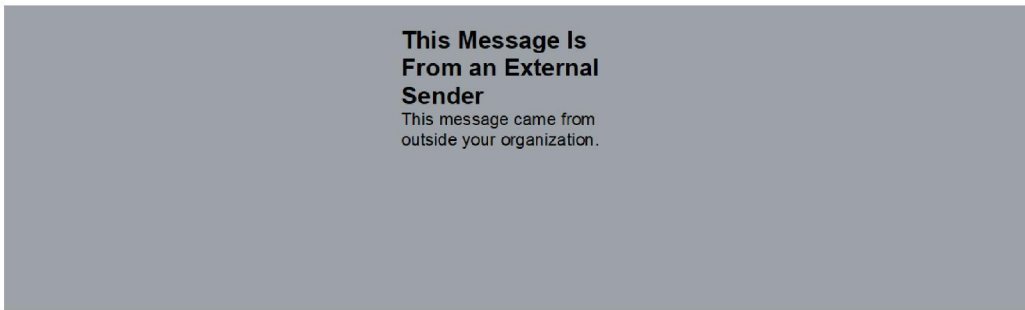 This Message Is
From an External
Sender
This message came from
outside your organization.